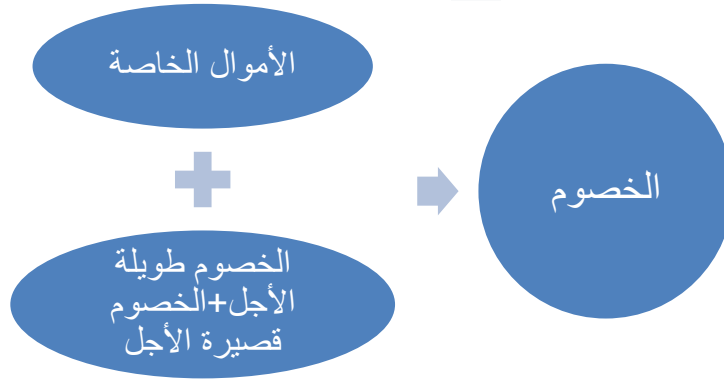 الأموال الخاصة
الخصوم طويلة
الأجل+الخصوم
قصيرة الأجل
الخصوم